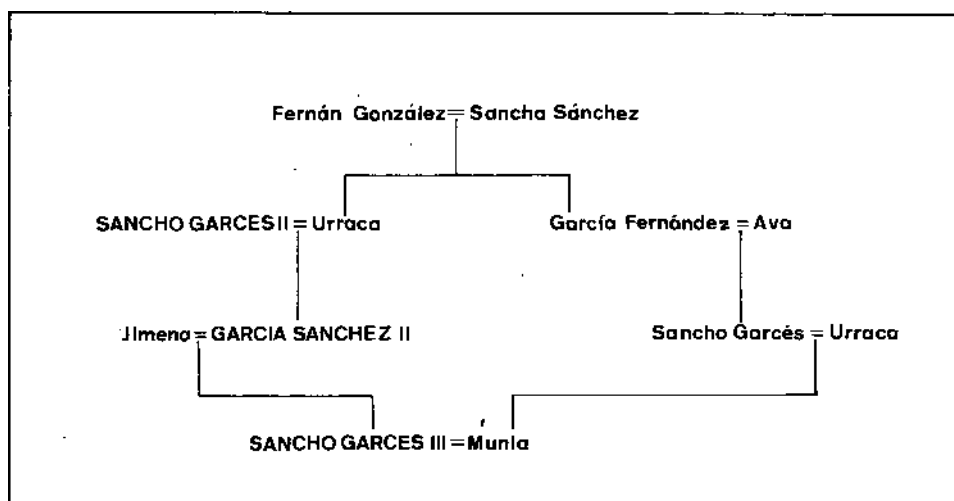 Fernán González = Sancha Sánchez
SANCHO GARCES II = Urraca García Fernández = Ava
Jimena = GARCIA SANCHEZ II Sancho Garcés = Urraca
SANCHO GARCES III = Munia